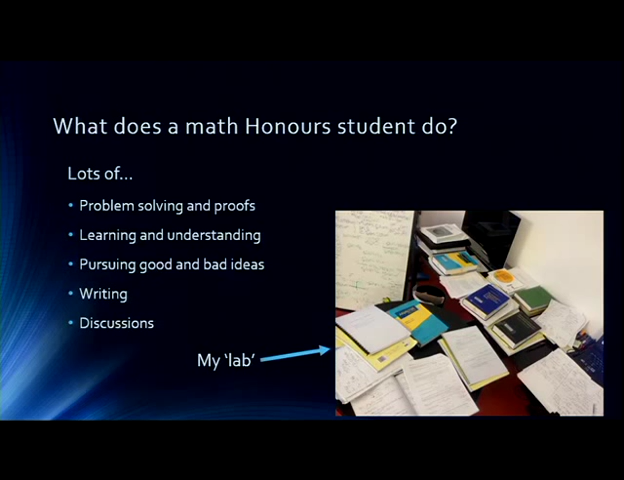 What does a math Honours student do?
Lots of...
• Problem solving and proofs
• Learning and understanding
• Pursuing good and bad ideas
• Writing
• Discussions
My ‘lab’